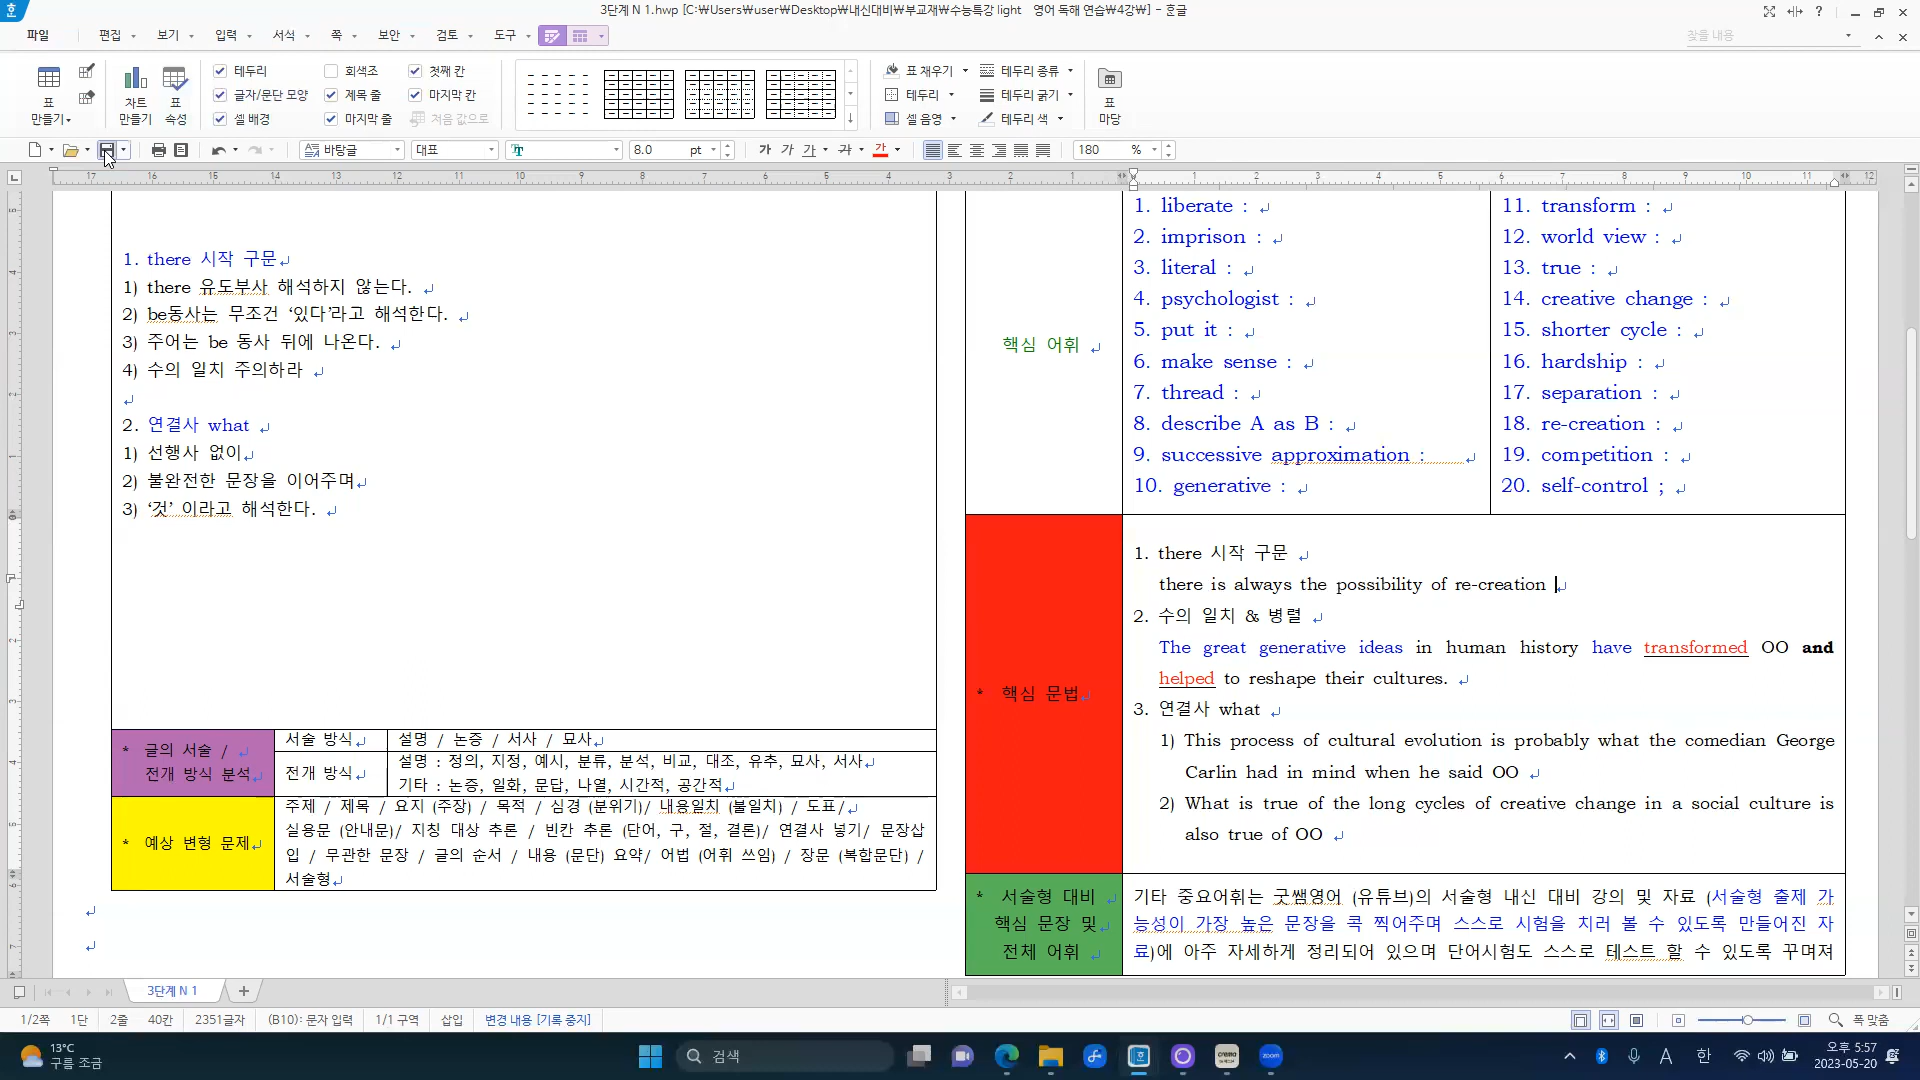 3단계 N 1.hwp [C:₩Users₩user₩Desktop₩내신대비₩부교재₩수능특강 light 영어 독해 연습₩4강₩] - 훈글
파일 편집 보기 입력 서식 쪽 보안 검토 도구 찾을 내용
표 만들기
차트 만들기
표 속성
테두리 회색조 첫째 칸
글자/문단 모양 제목 줄 마지막 칸
셀 배경 마지막 줄 처음 값으로
표 채우기 테두리 종류
테두리 테두리 굵기
셀 음영 테두리 색
표 마당
바탕글 대표 8.0 pt 가 가 가 가 가 180 %
1. there 시작 구문
1) there 유도부사 해석하지 않는다.
2) be동사는 무조건 ‘있다’라고 해석한다.
3) 주어는 be 동사 뒤에 나온다.
4) 수의 일치 주의하라
2. 연결사 what
1) 선행사 없이
2) 불완전한 문장을 이어주며
3) ‘것’ 이라고 해석한다.
* 글의 서술 /
전개 방식 분석
서술 방식
설명 / 논증 / 서사 / 묘사
전개 방식
설명 : 정의, 지정, 예시, 분류, 분석, 비교, 대조, 유추, 묘사, 서사
기타 : 논증, 일화, 문답, 나열, 시간적, 공간적
* 예상 변형 문제
주제 / 제목 / 요지 (주장) / 목적 / 심경 (분위기)/ 내용일치 (불일치) / 도표/
실용문 (안내문)/ 지칭 대상 추론 / 빈칸 추론 (단어, 구, 절, 결론)/ 연결사 넣기/ 문장삽
입 / 무관한 문장 / 글의 순서 / 내용 (문단) 요약/ 어법 (어휘 쓰임) / 장문 (복합문단) /
서술형
핵심 어휘
1. liberate :
2. imprison :
3. literal :
4. psychologist :
5. put it :
6. make sense :
7. thread :
8. describe A as B :
9. successive approximation :
10. generative :
11. transform :
12. world view :
13. true :
14. creative change :
15. shorter cycle :
16. hardship :
17. separation :
18. re-creation :
19. competition :
20. self-control ;
* 핵심 문법
1. there 시작 구문
there is always the possibility of re-creation
2. 수의 일치 & 병렬
The great generative ideas in human history have transformed OO and
helped to reshape their cultures.
3. 연결사 what
1) This process of cultural evolution is probably what the comedian George
Carlin had in mind when he said OO
2) What is true of the long cycles of creative change in a social culture is
also true of OO
* 서술형 대비
핵심 문장 및
전체 어휘
기타 중요어휘는 굿쌤영어 (유튜브)의 서술형 내신 대비 강의 및 자료 (서술형 출제 가
능성이 가장 높은 문장을 콕 찍어주며 스스로 시험을 치러 볼 수 있도록 만들어진 자
료)에 아주 자세하게 정리되어 있으며 단어시험도 스스로 테스트 할 수 있도록 꾸며져
3단계 N 1
1/2쪽 1단 2줄 40칸 2351글자 (B10): 문자 입력 1/1 구역 삽입 변경 내용 [기록 중지] 폭 맞춤
13°C
구름 조금
검색
zoom
A 한
오후 5:57
2023-05-20